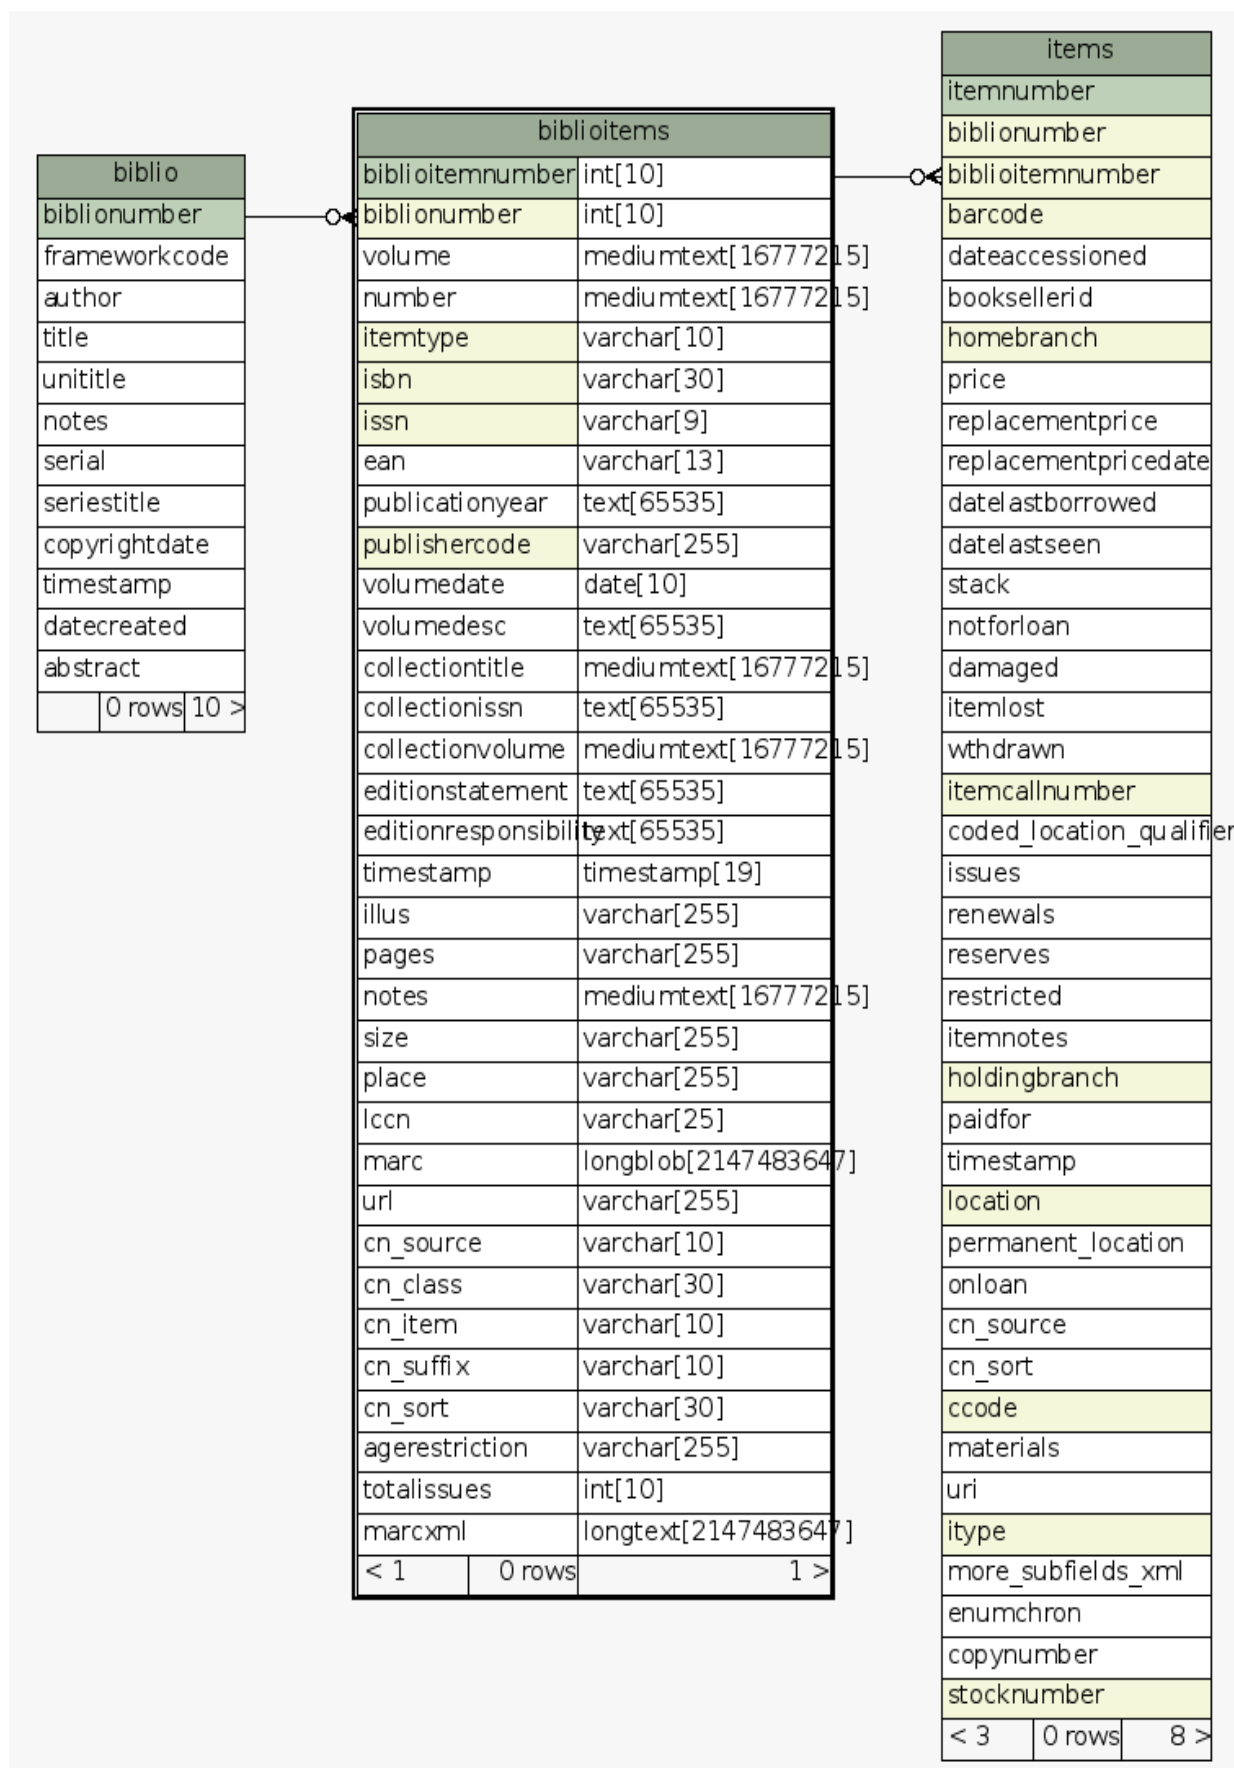 biblio
biblionumber
frameworkcode
author
title
unititle
notes
serial
seriestitle
copyrightdate
timestamp
datecreated
abstract
0 rows 10 >
biblioitems
biblioitemnumber int[10]
biblionumber int[10]
volume mediumtext[16777215]
number mediumtext[16777215]
itemtype varchar[10]
isbn varchar[30]
issn varchar[9]
ean varchar[13]
publicationyear text[65535]
publishercode varchar[255]
volumedate date[10]
volumedesc text[65535]
collectiontitle mediumtext[16777215]
collectionissn text[65535]
collectionvolume mediumtext[16777215]
editionstatement text[65535]
editionresponsibility text[65535]
timestamp timestamp[19]
illus varchar[255]
pages varchar[255]
notes mediumtext[16777215]
size varchar[255]
place varchar[255]
lccn varchar[25]
marc longblob[2147483647]
url varchar[255]
cn_source varchar[10]
cn_class varchar[30]
cn_item varchar[10]
cn_suffix varchar[10]
cn_sort varchar[30]
agerestriction varchar[255]
totalissues int[10]
marcxml longtext[2147483647]
< 1 0 rows 1 >
items
itemnumber
biblionumber
biblioitemnumber
barcode
dateaccessioned
booksellerid
homebranch
price
replacementprice
replacementpricedate
datelastborrowed
datelastseen
stack
notforloan
damaged
itemlost
wthdrawn
itemcallnumber
coded_location_qualifier
issues
renewals
reserves
restricted
itemnotes
holdingbranch
paidfor
timestamp
location
permanent_location
onloan
cn_source
cn_sort
ccode
materials
uri
itype
more_subfields_xml
enumchron
copynumber
stocknumber
< 3 0 rows 8 >